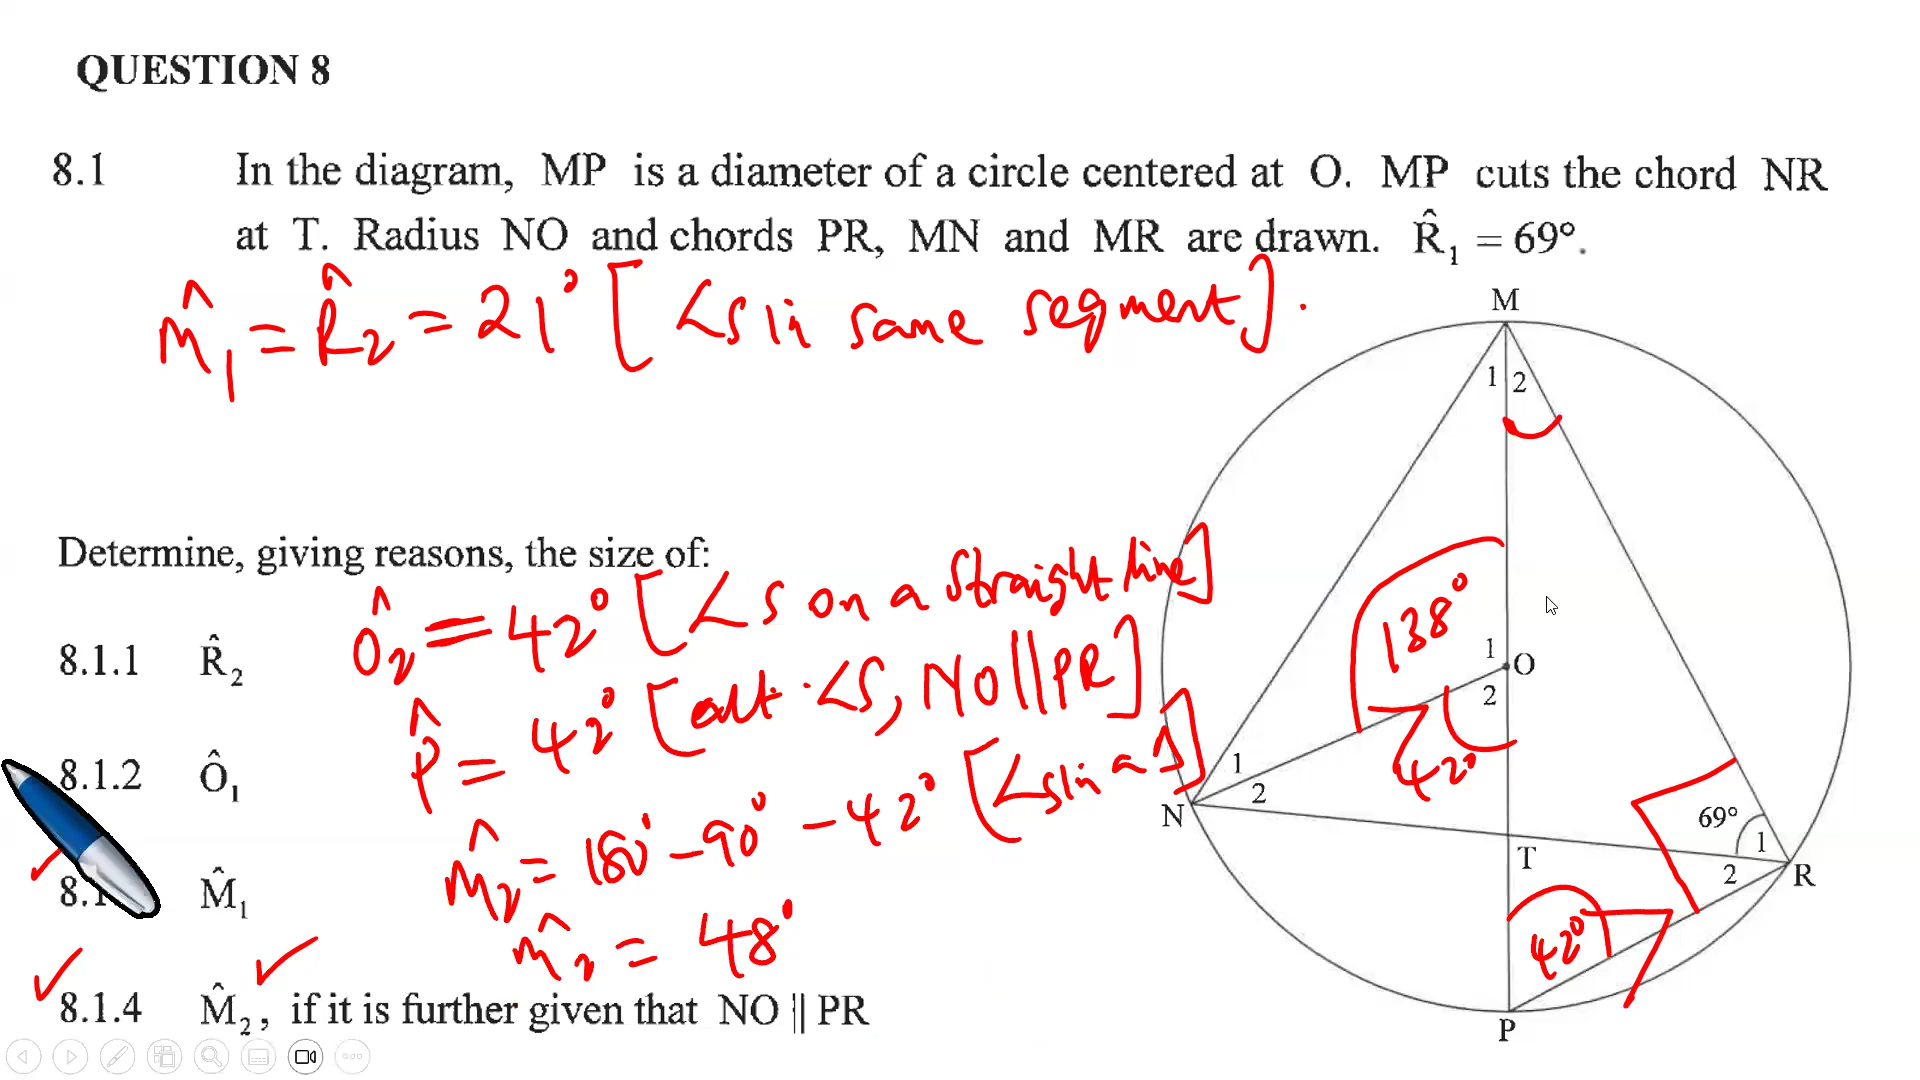 QUESTION 8
8.1 In the diagram, MP is a diameter of a circle centered at O. MP cuts the chord NR
at T. Radius NO and chords PR, MN and MR are drawn. R̂₁ = 69°.
M̂₁ = R̂₂ = 21° [∠s in same segment].
Determine, giving reasons, the size of:
Ô₂ = 42° [∠s on a straight line]
8.1.1 R̂₂
P̂ = 42° [alt. ∠s, NO||PR]
8.1.2 Ô₁
M̂₂ = 180° - 90° - 42° [∠s in a Δ]
8.1 M̂₁
M̂₂ = 48°
8.1.4 M̂₂, if it is further given that NO || PR
M
1 2
138°
1 O
2
42°
1
2
N
69°
1
T
2 R
42°
P